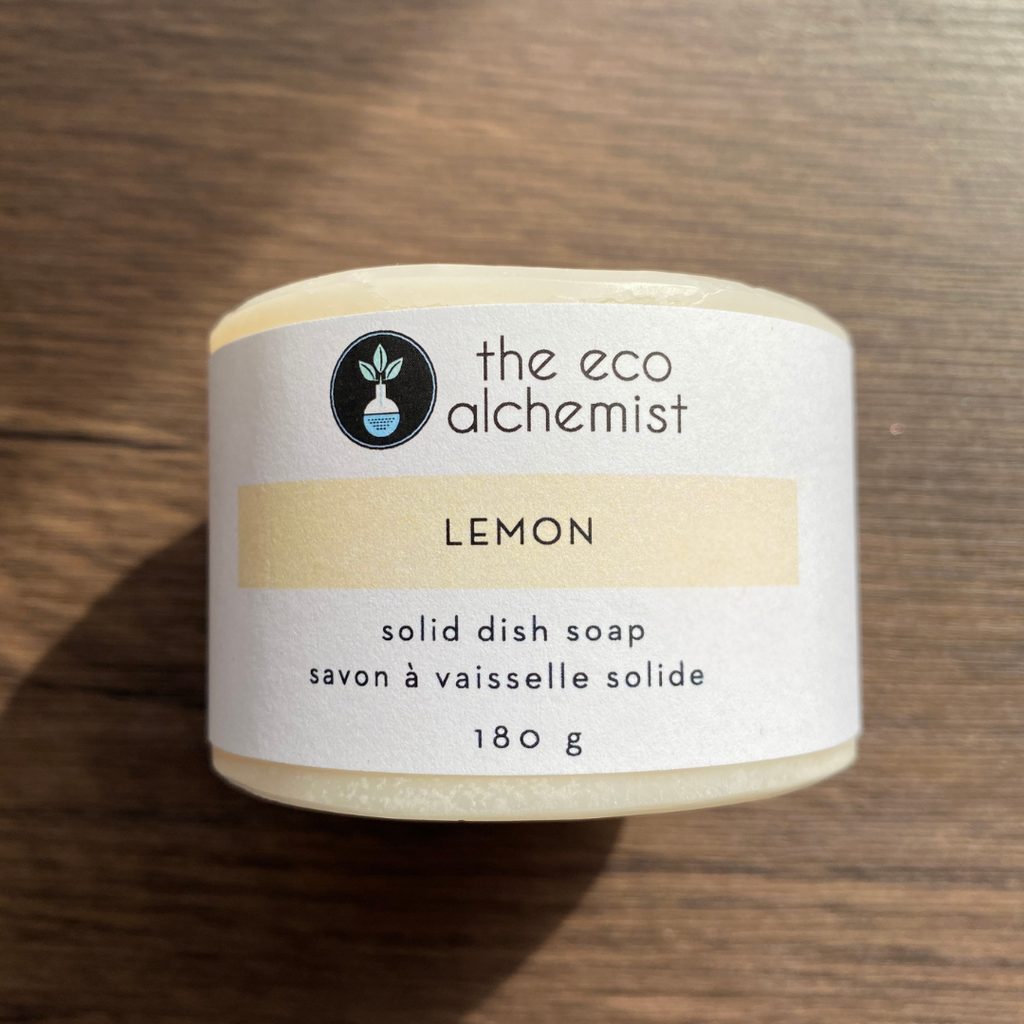 the eco
alchemist
LEMON
solid dish soap
savon à vaisselle solide
180 g